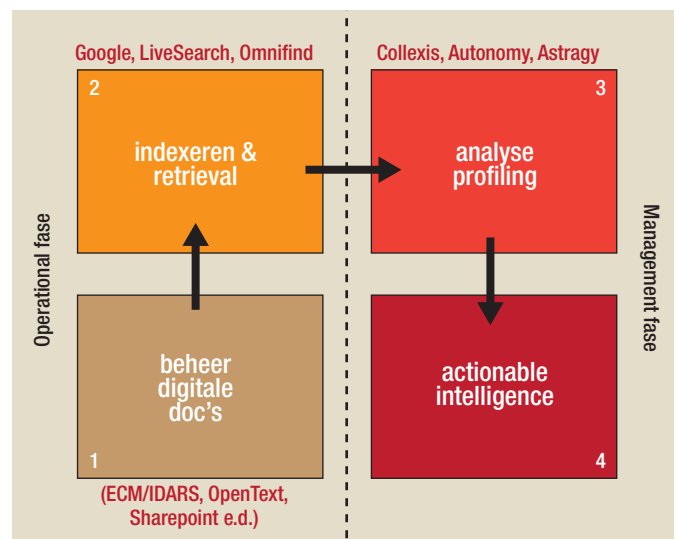 Google, LiveSearch, Omnifind
Collexis, Autonomy, Astragy
2
indexeren &
retrieval
3
analyse
profiling
Operational fase
Management fase
beheer
digitale
doc's
1
actionable
intelligence
4
(ECM/IDARS, OpenText,
Sharepoint e.d.)